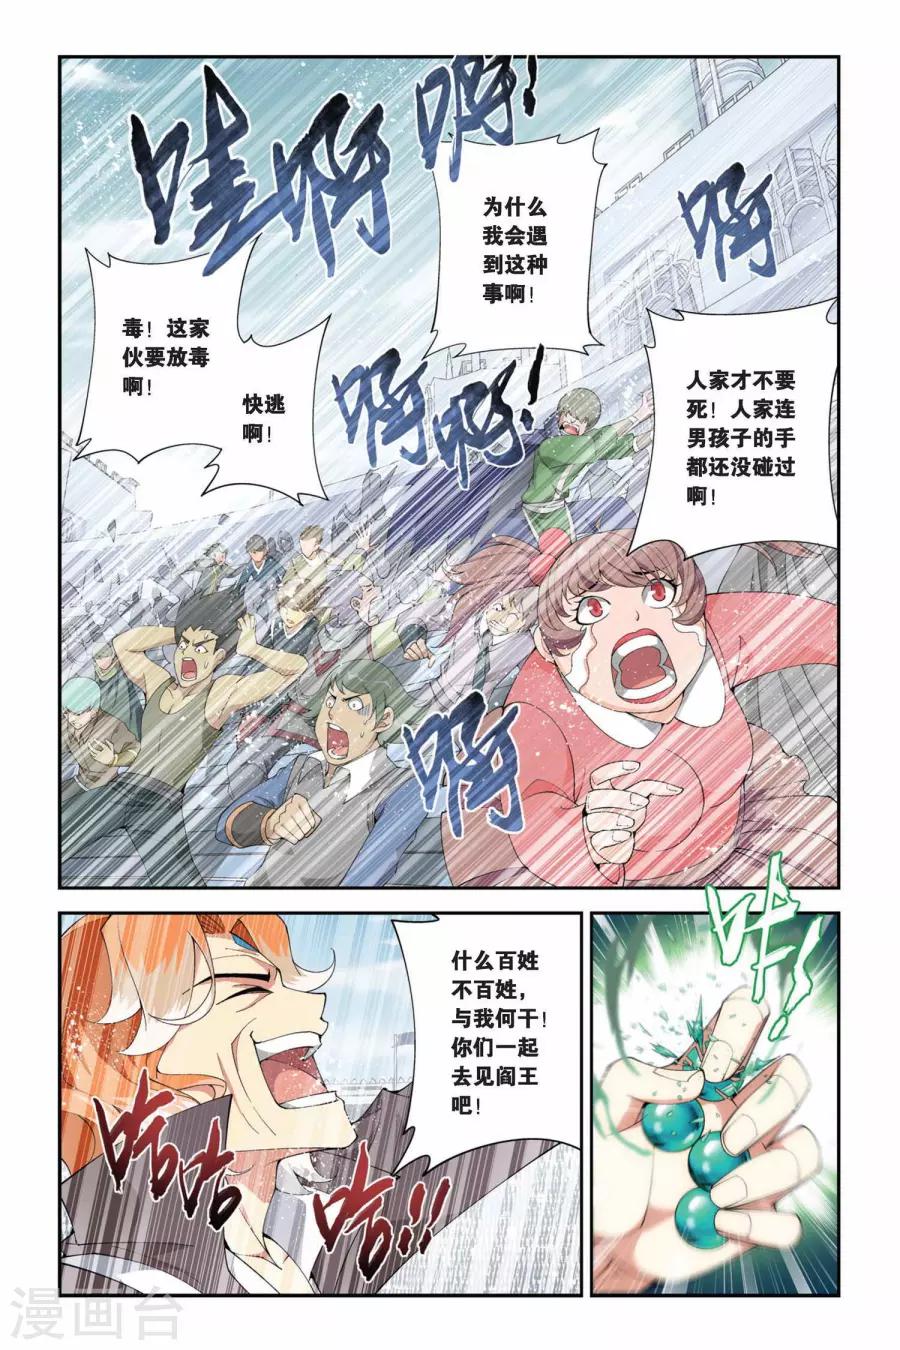 哇啊啊!
为什么
我会遇
到这种
事啊!
啊
毒!这家
伙要放毒
啊!
快逃
啊!
啊啊!
人家才不要
死!人家连
男孩子的手
都还没碰过
啊!
啊
什么百姓
不百姓,
与我何干!
你们一起
去见阎王
吧!
哈哈哈!!
咔!
漫画台